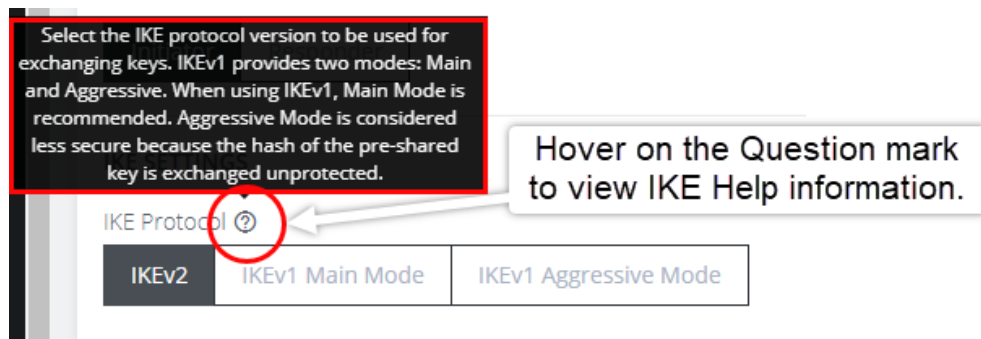 Select the IKE protocol version to be used for
exchanging keys. IKEv1 provides two modes: Main
and Aggressive. When using IKEv1, Main Mode is
recommended. Aggressive Mode is considered
less secure because the hash of the pre-shared
key is exchanged unprotected.
Hover on the Question mark
to view IKE Help information.
IKE Protocol
IKEv2 IKEv1 Main Mode IKEv1 Aggressive Mode